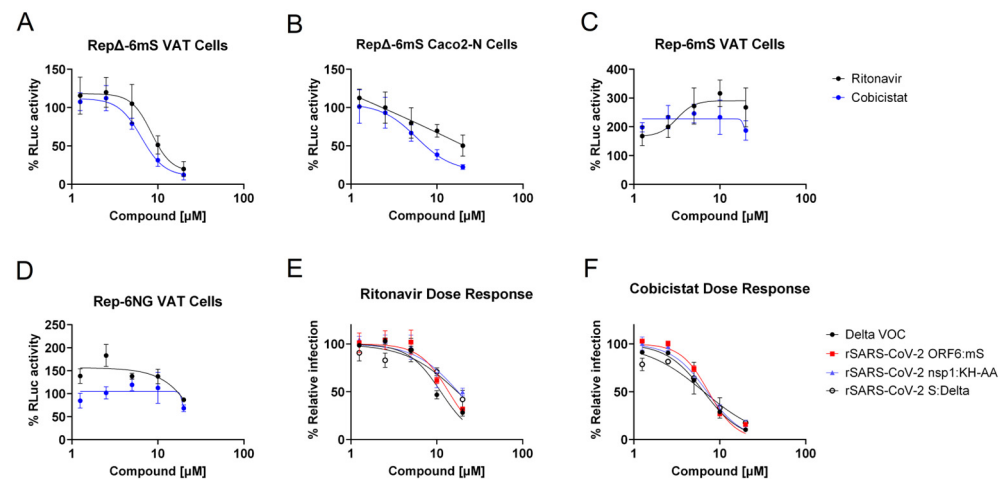 A
RepΔ-6mS VAT Cells
% RLuc activity
150
100
50
0
1
10
100
Compound [µM]
B
RepΔ-6mS Caco2-N Cells
% RLuc activity
150
100
50
0
1
10
100
Compound [µM]
C
Rep-6mS VAT Cells
% RLuc activity
400
300
200
100
0
1
10
100
Compound [µM]
Ritonavir
Cobicistat
D
Rep-6NG VAT Cells
% RLuc activity
250
200
150
100
50
0
1
10
100
Compound [µM]
E
Ritonavir Dose Response
% Relative infection
100
50
0
1
10
100
Compound [µM]
F
Cobicistat Dose Response
% Relative infection
100
50
0
1
10
100
Compound [µM]
Delta VOC
rSARS-CoV-2 ORF6:mS
rSARS-CoV-2 nsp1:KH-AA
rSARS-CoV-2 S:Delta